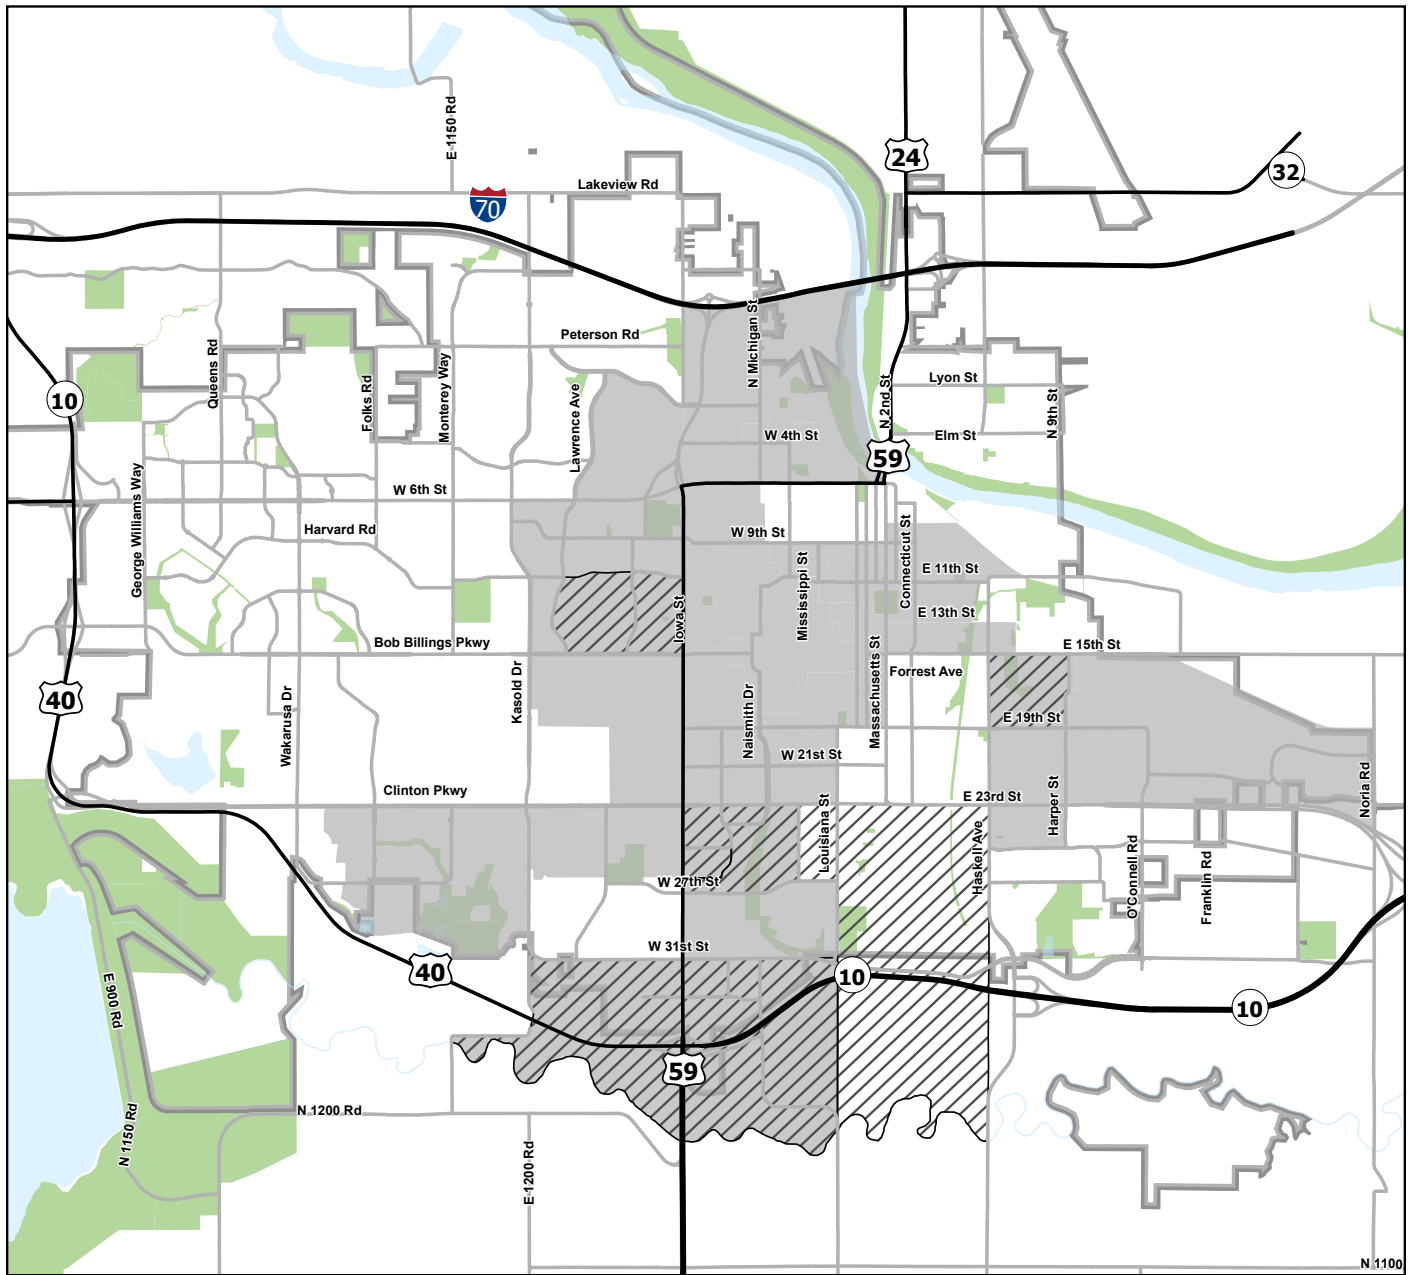 24
32
E 1150 Rd
Lakeview Rd
70
Peterson Rd
N Michigan St
Queens Rd
Folks Rd
Monterey Way
Lawrence Ave
N 2nd St
Lyon St
N 9th St
10
W 4th St
Elm St
59
George Williams Way
W 6th St
Harvard Rd
W 9th St
Mississippi St
Connecticut St
E 11th St
Iowa St
E 13th St
Bob Billings Pkwy
E 15th St
40
Wakarusa Dr
Kasold Dr
Naismith Dr
Massachusetts St
Forrest Ave
E 19th St
W 21st St
Clinton Pkwy
E 23rd St
Louisiana St
Harper St
Noria Rd
Haskell Ave
W 27th St
O'Connell Rd
Franklin Rd
W 31st St
40
10
10
E 900 Rd
59
N 1200 Rd
N 1150 Rd
E 1200 Rd
N 1100